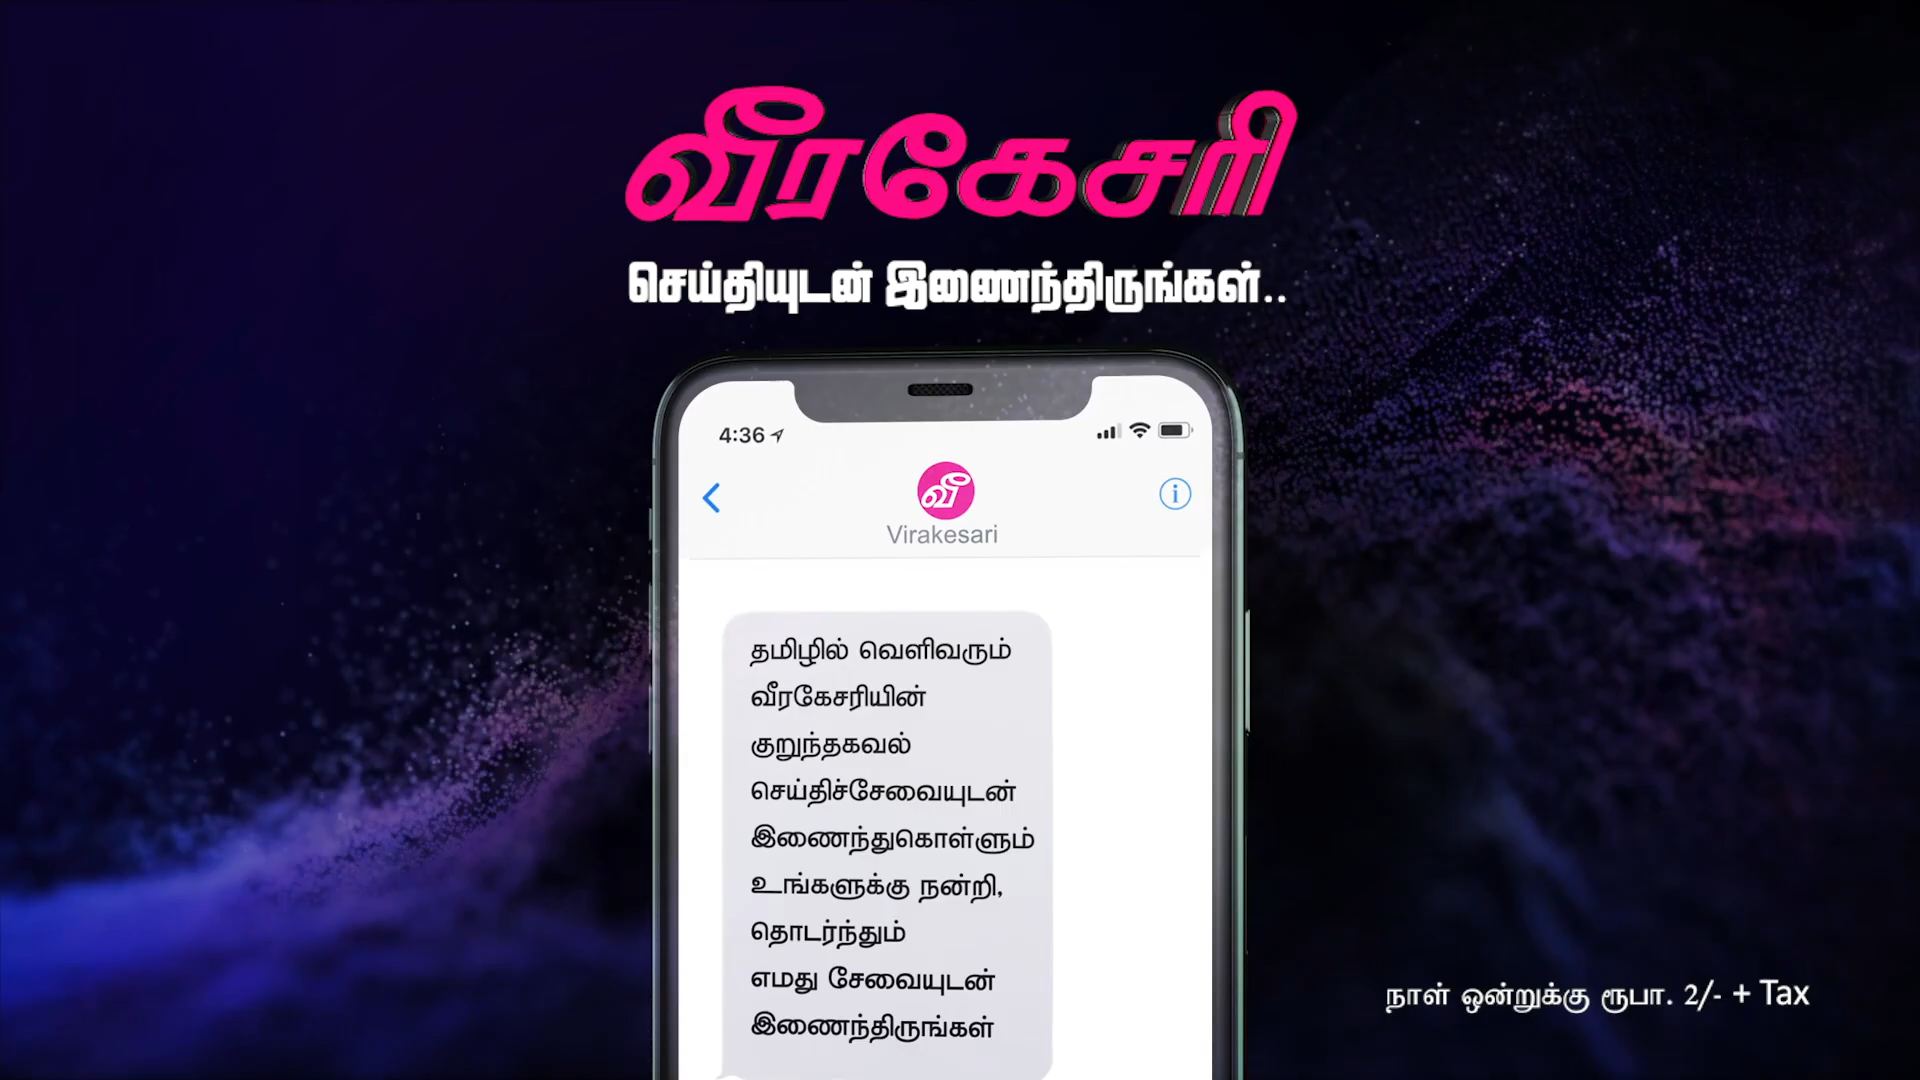 வீரகேசரி
செய்தியுடன் இணைந்திருங்கள்..
4:36
வீ
Virakesari
தமிழில் வெளிவரும்
வீரகேசரியின்
குறுந்தகவல்
செய்திச்சேவையுடன்
இணைந்துகொள்ளும்
உங்களுக்கு நன்றி,
தொடர்ந்தும்
எமது சேவையுடன்
இணைந்திருங்கள்
நாள் ஒன்றுக்கு ரூபா. 2/- + Tax